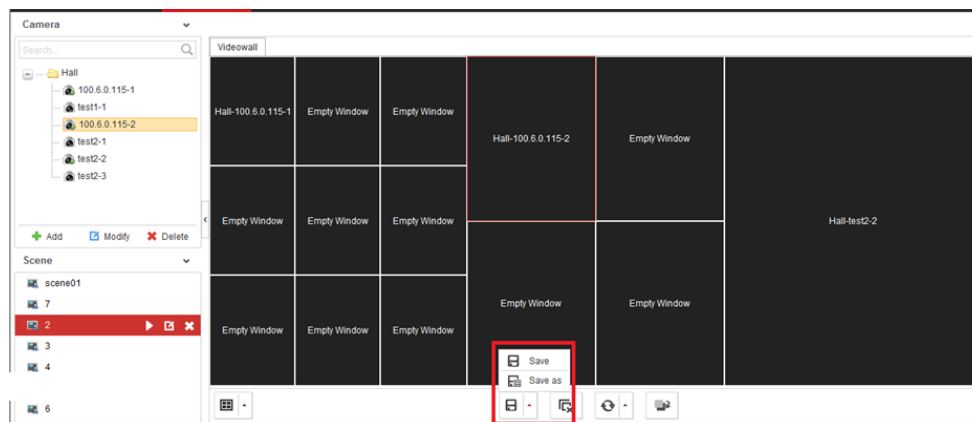 Camera
Search...
Hall
100.6.0.115-1
test1-1
100.6.0.115-2
test2-1
test2-2
test2-3
Add Modify Delete
Scene
scene01
7
2
3
4
6
Videowall
Hall-100.6.0.115-1 Empty Window Empty Window
Empty Window Empty Window Empty Window
Empty Window Empty Window Empty Window
Hall-100.6.0.115-2 Empty Window
Empty Window Empty Window
Hall-test2-2
Save
Save as